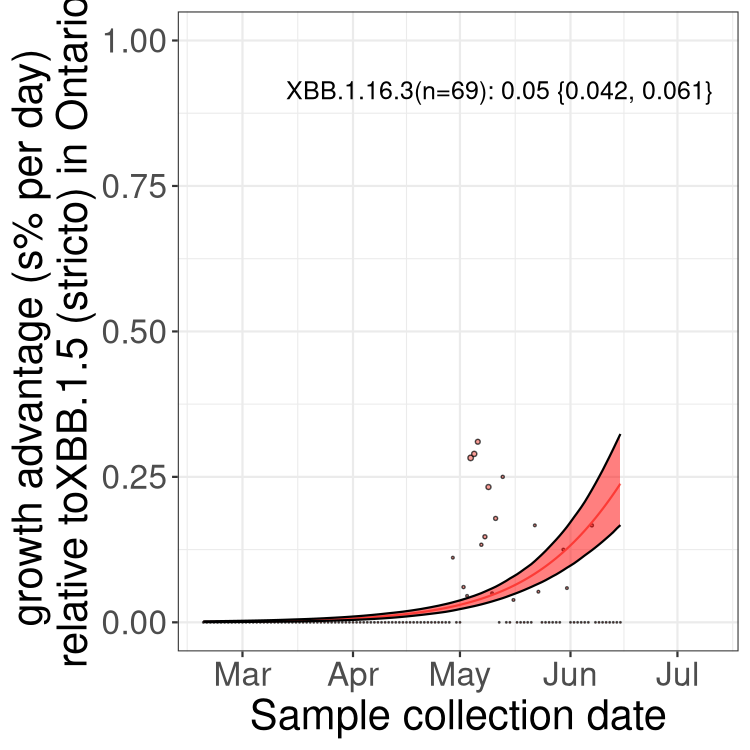 growth advantage (s% per day)
relative toXBB.1.5 (stricto) in Ontario
1.00
0.75
0.50
0.25
0.00
XBB.1.16.3(n=69): 0.05 {0.042, 0.061}
Mar Apr May Jun Jul
Sample collection date